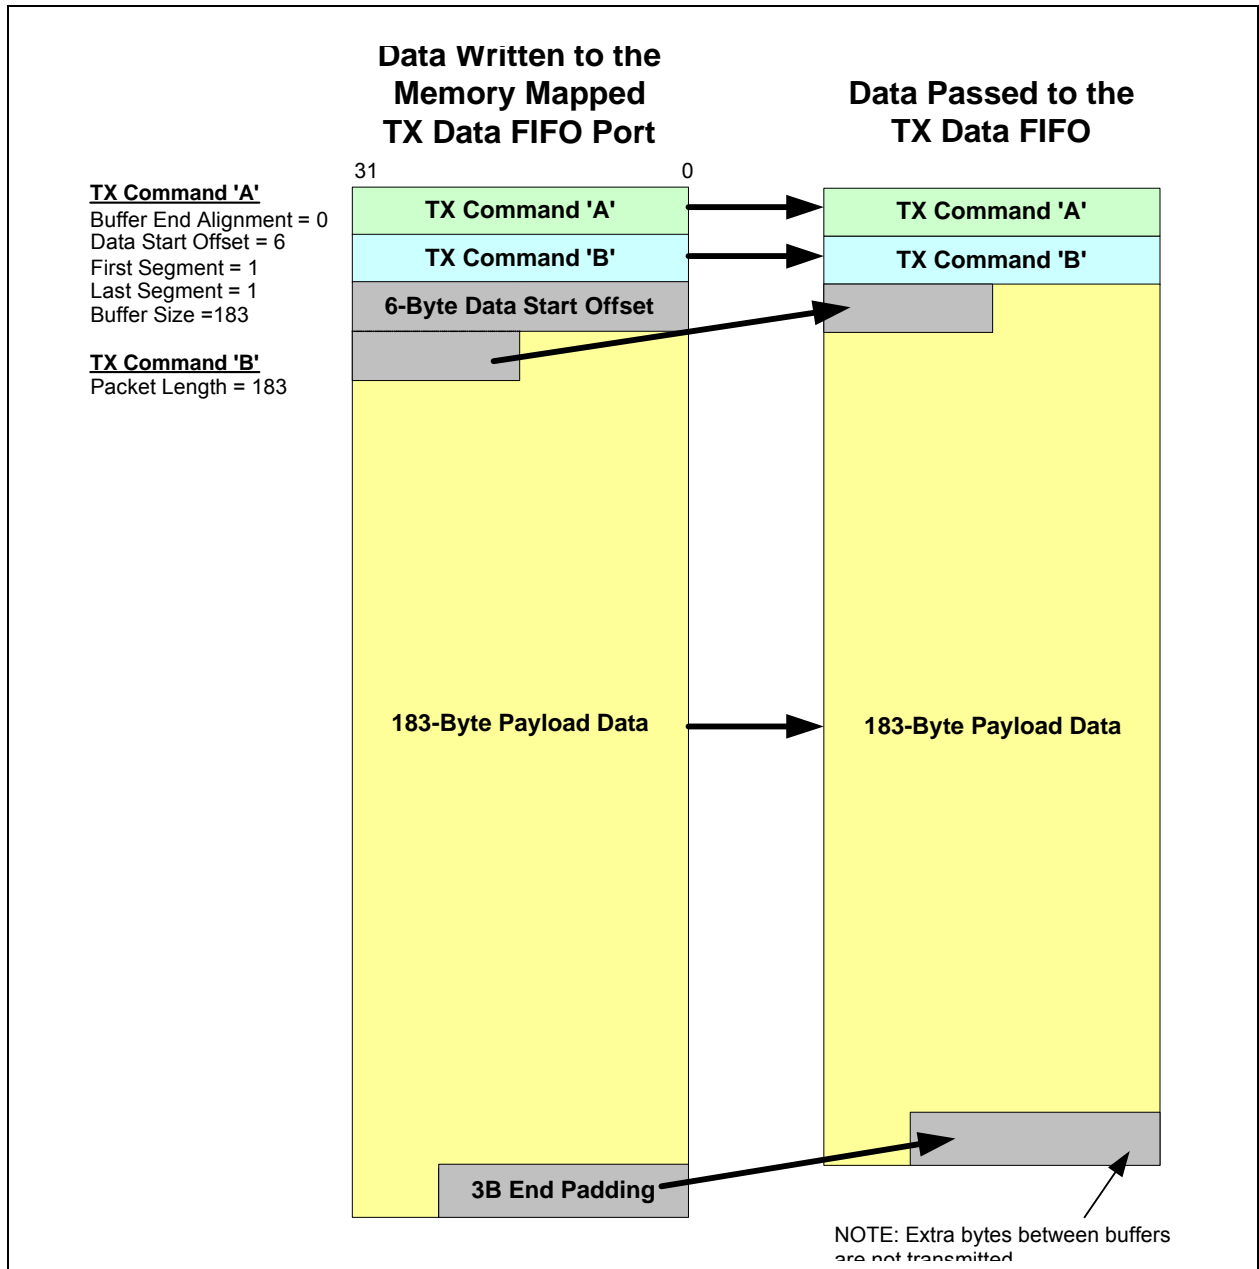 Data Written to the
Memory Mapped
TX Data FIFO Port
Data Passed to the
TX Data FIFO
31
0
TX Command 'A'
Buffer End Alignment = 0
Data Start Offset = 6
First Segment = 1
Last Segment = 1
Buffer Size =183
TX Command 'B'
Packet Length = 183
TX Command 'A'
TX Command 'B'
6-Byte Data Start Offset
183-Byte Payload Data
3B End Padding
TX Command 'A'
TX Command 'B'
183-Byte Payload Data
NOTE: Extra bytes between buffers
are not transmitted